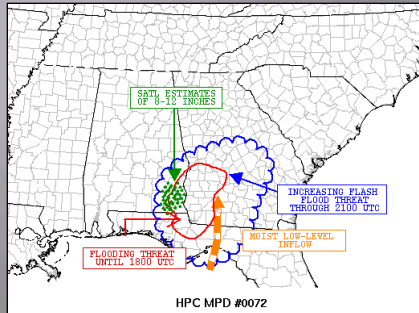 SATL ESTIMATES
OF 8-12 INCHES
INCREASING FLASH
FLOOD THREAT
THROUGH 2100 UTC
MOIST LOW-LEVEL
INFLOW
FLOODING THREAT
UNTIL 1800 UTC
HPC MPD #0072